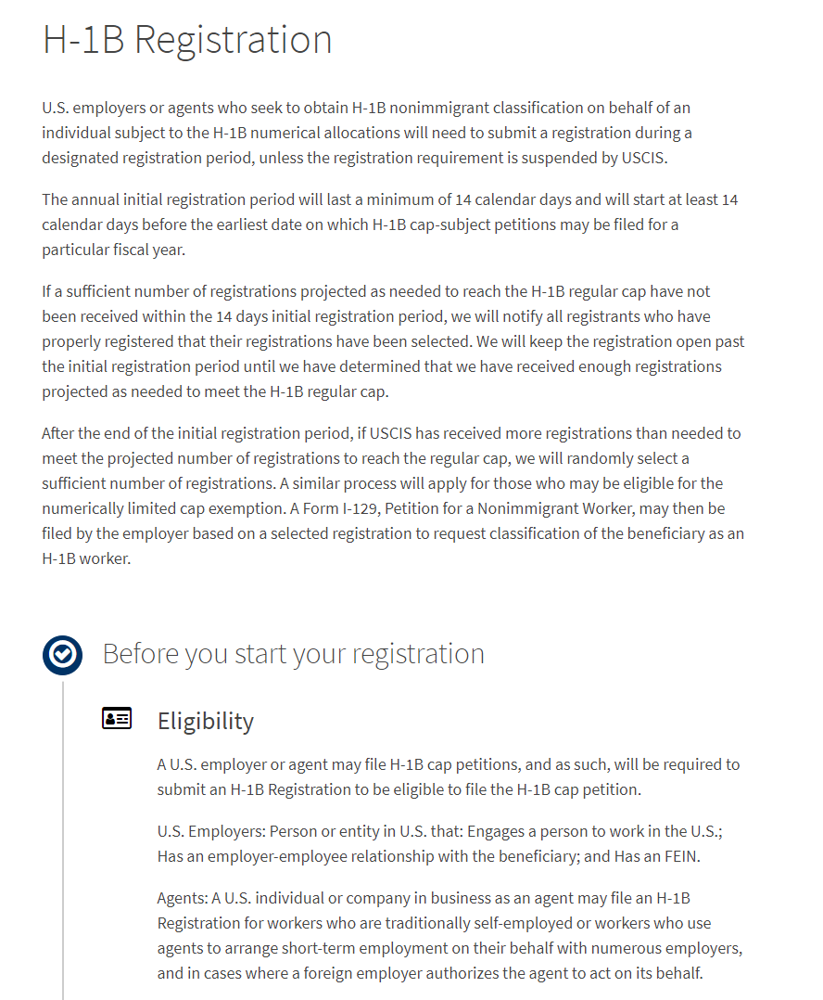 H-1B Registration
U.S. employers or agents who seek to obtain H-1B nonimmigrant classification on behalf of an
individual subject to the H-1B numerical allocations will need to submit a registration during a
designated registration period, unless the registration requirement is suspended by USCIS.
The annual initial registration period will last a minimum of 14 calendar days and will start at least 14
calendar days before the earliest date on which H-1B cap-subject petitions may be filed for a
particular fiscal year.
If a sufficient number of registrations projected as needed to reach the H-1B regular cap have not
been received within the 14 days initial registration period, we will notify all registrants who have
properly registered that their registrations have been selected. We will keep the registration open past
the initial registration period until we have determined that we have received enough registrations
projected as needed to meet the H-1B regular cap.
After the end of the initial registration period, if USCIS has received more registrations than needed to
meet the projected number of registrations to reach the regular cap, we will randomly select a
sufficient number of registrations. A similar process will apply for those who may be eligible for the
numerically limited cap exemption. A Form I-129, Petition for a Nonimmigrant Worker, may then be
filed by the employer based on a selected registration to request classification of the beneficiary as an
H-1B worker.
Before you start your registration
Eligibility
A U.S. employer or agent may file H-1B cap petitions, and as such, will be required to
submit an H-1B Registration to be eligible to file the H-1B cap petition.
U.S. Employers: Person or entity in U.S. that: Engages a person to work in the U.S.;
Has an employer-employee relationship with the beneficiary; and Has an FEIN.
Agents: A U.S. individual or company in business as an agent may file an H-1B
Registration for workers who are traditionally self-employed or workers who use
agents to arrange short-term employment on their behalf with numerous employers,
and in cases where a foreign employer authorizes the agent to act on its behalf.